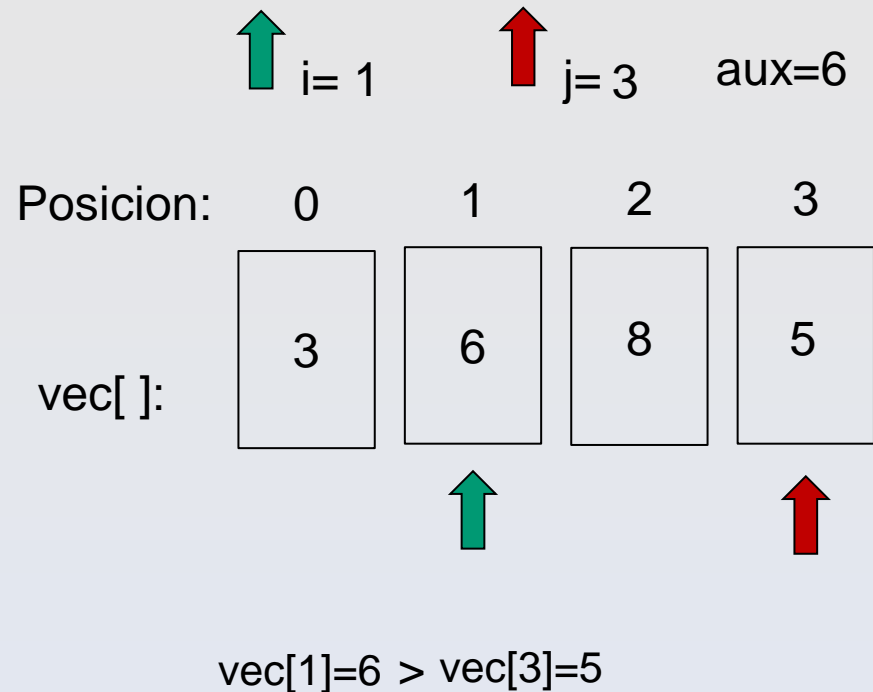 i= 1 j= 3 aux=6
Posicion: 0 1 2 3
vec[ ]: 3 6 8 5
vec[1]=6 > vec[3]=5